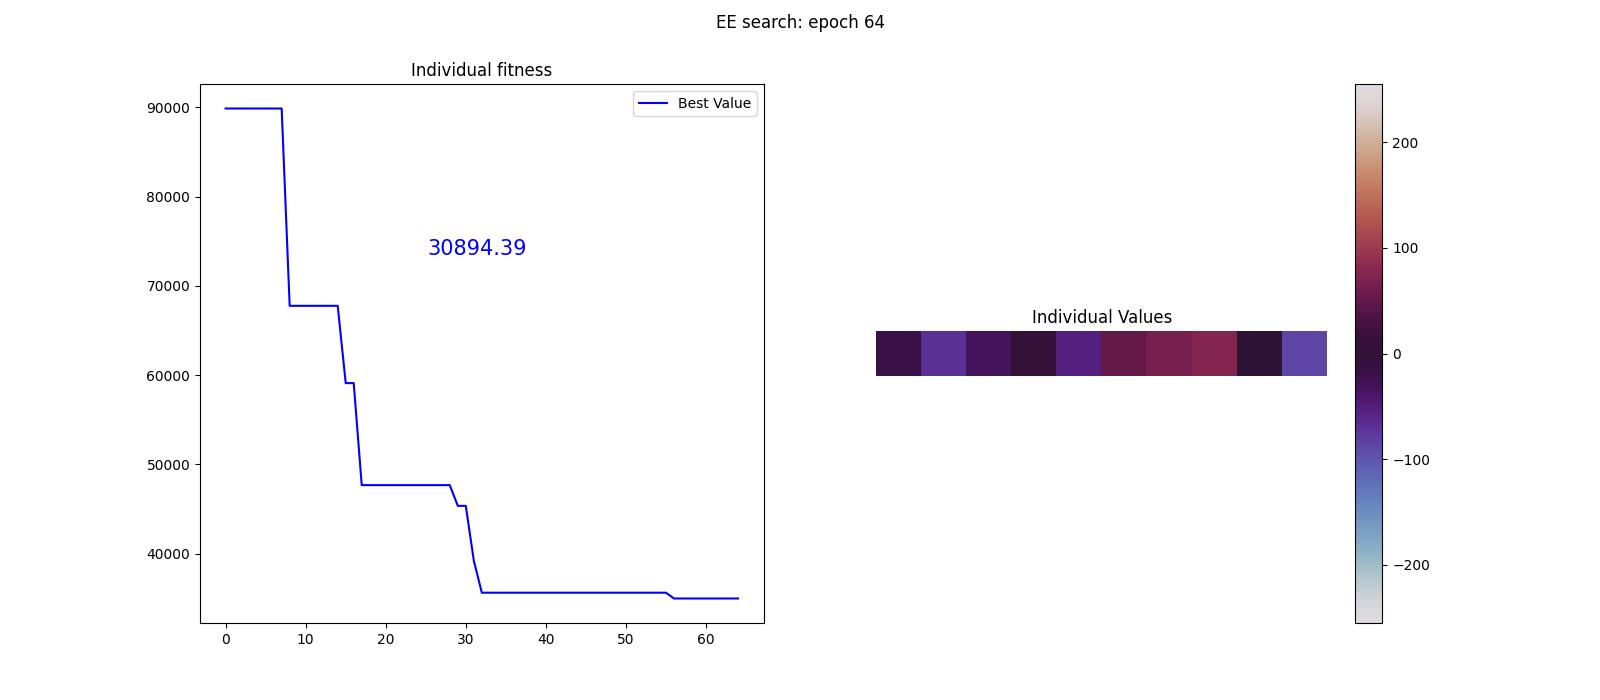 EE search: epoch 64
Individual fitness
Best Value
90000
80000
70000
60000
50000
40000
30894.39
0 10 20 30 40 50 60
Individual Values
200
100
0
−100
−200